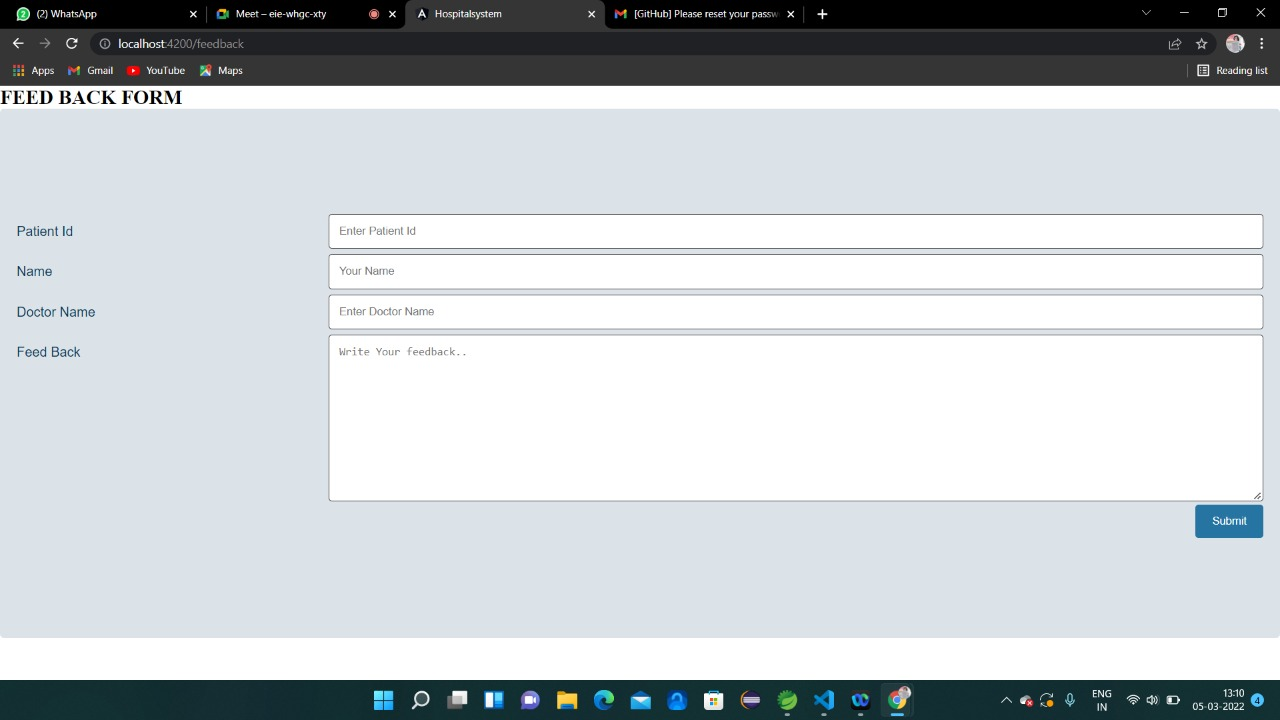 (2) WhatsApp
Meet – eie-whgc-xty
Hospitalsystem
[GitHub] Please reset your passw
localhost:4200/feedback
Apps
Gmail
YouTube
Maps
Reading list
FEED BACK FORM
Patient Id
Enter Patient Id
Name
Your Name
Doctor Name
Enter Doctor Name
Feed Back
Write Your feedback..
Submit
ENG
IN
13:10
05-03-2022
4